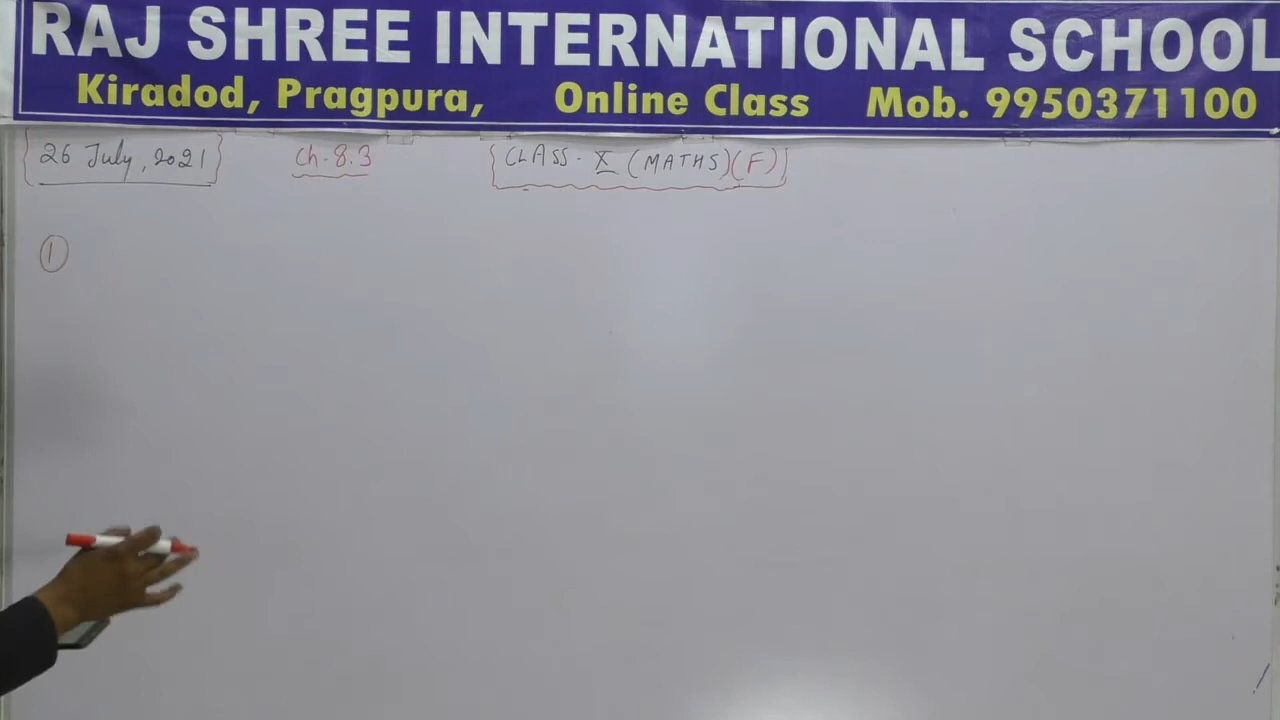 RAJ SHREE INTERNATIONAL SCHOOL
Kiradod, Pragpura, Online Class Mob. 9950371100
26 July, 2021 Ch-8.3 CLASS - X (MATHS) (F)
1